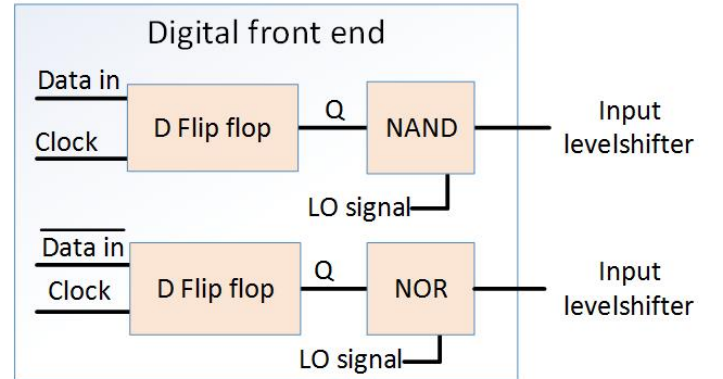 Digital front end
Data in
Clock
D Flip flop
Q
NAND
LO signal
Input
levelshifter
Data in
Clock
D Flip flop
Q
NOR
LO signal
Input
levelshifter